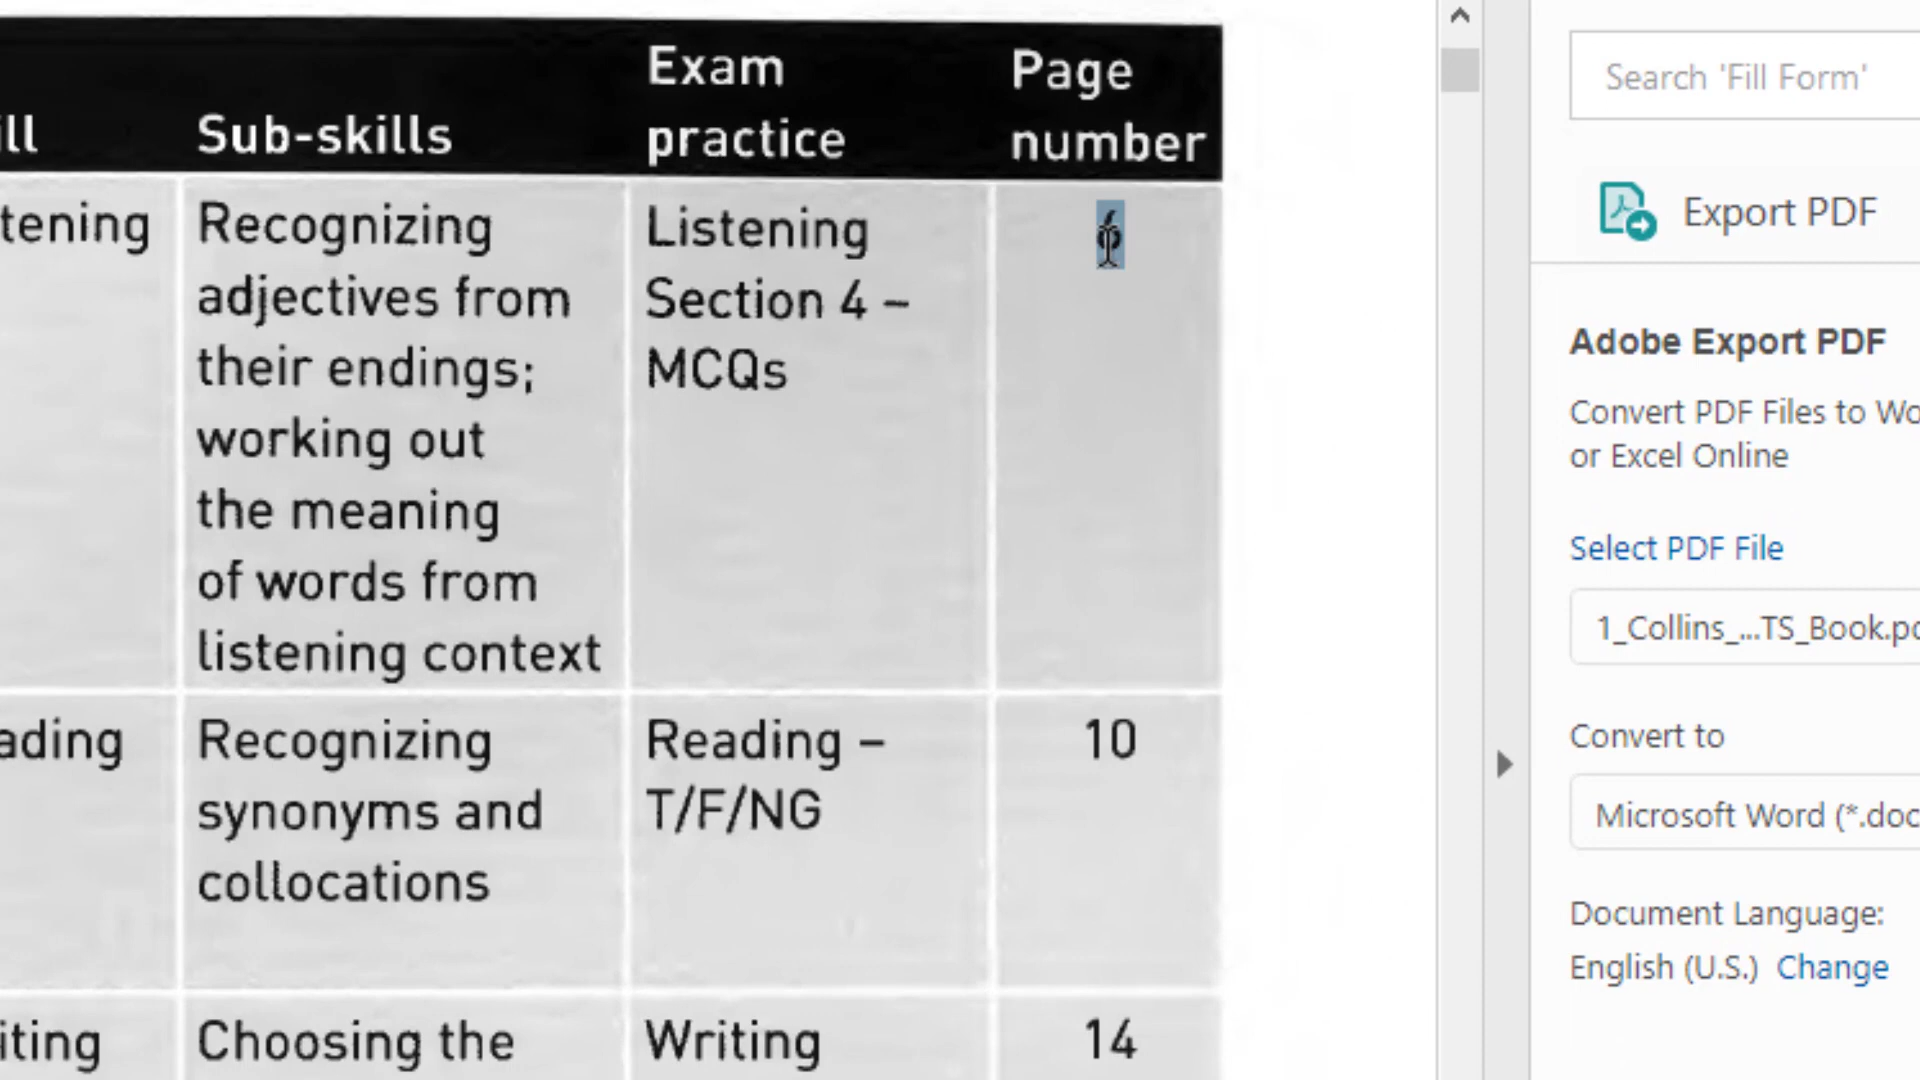 ill Sub-skills Exam practice Page number
tening Recognizing adjectives from their endings; working out the meaning of words from listening context Listening Section 4 – MCQs 6
ading Recognizing synonyms and collocations Reading – T/F/NG 10
iting Choosing the Writing 14
Search 'Fill Form'
Export PDF
Adobe Export PDF
Convert PDF Files to Wo
or Excel Online
Select PDF File
1_Collins_...TS_Book.pd
Convert to
Microsoft Word (*.doc
Document Language:
English (U.S.) Change